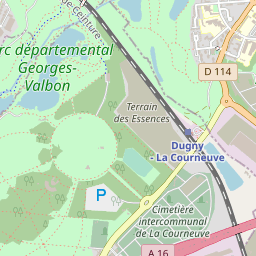 de Ceinture
rc départemental
Georges-
Valbon
D 114
Terrain
des Essences
Dugny
- La Courneuve
P
Cimetière
intercommunal
de La Courneuve
A 16